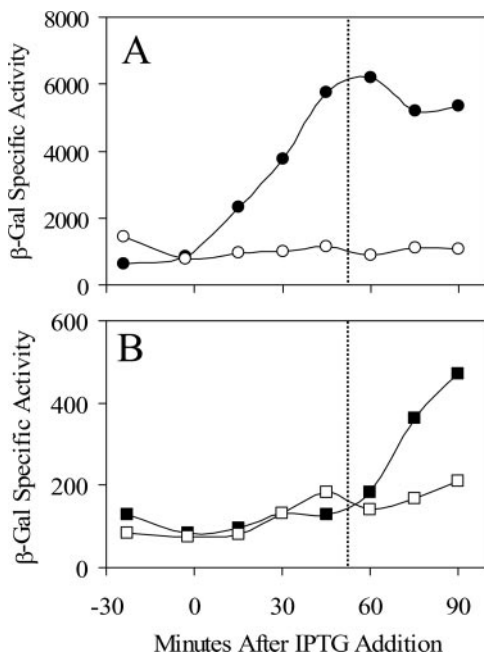 8000
A
6000
4000
2000
0
β-Gal Specific Activity
600
B
400
200
0
β-Gal Specific Activity
-30 0 30 60 90
Minutes After IPTG Addition